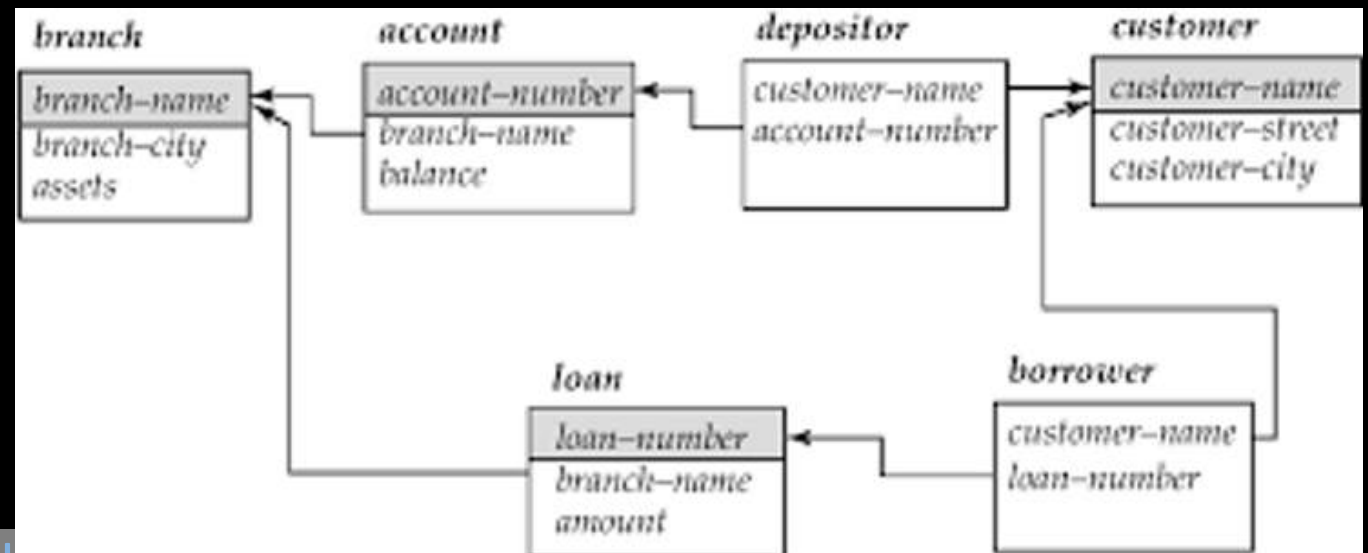 branch
branch–name
branch–city
assets
account
account–number
branch–name
balance
depositor
customer–name
account–number
customer
customer–name
customer–street
customer–city
loan
loan–number
branch–name
amount
borrower
customer–name
loan–number